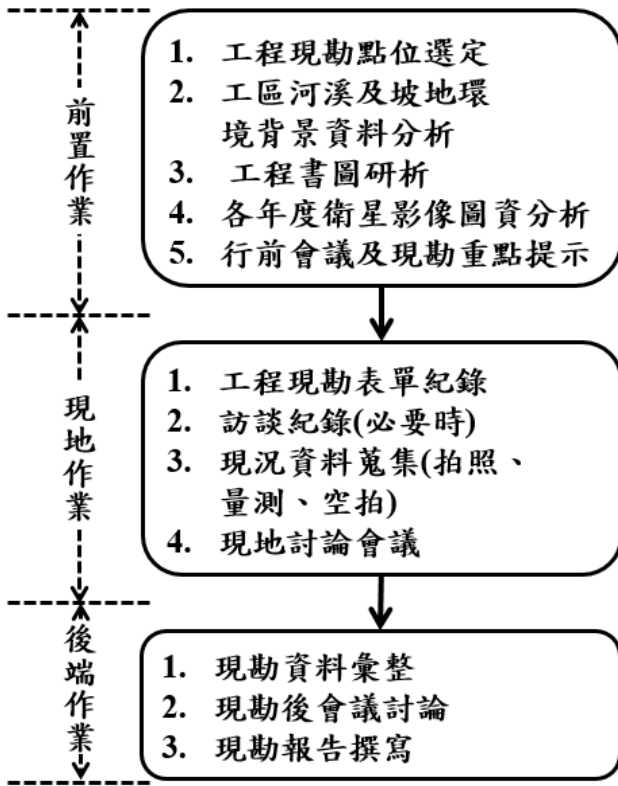 前置作業
1. 工程現勘點位選定
2. 工區河溪及坡地環
境背景資料分析
3. 工程書圖研析
4. 各年度衛星影像圖資分析
5. 行前會議及現勘重點提示
現地作業
1. 工程現勘表單紀錄
2. 訪談紀錄(必要時)
3. 現況資料蒐集(拍照、
量測、空拍)
4. 現地討論會議
後端作業
1. 現勘資料彙整
2. 現勘後會議討論
3. 現勘報告撰寫